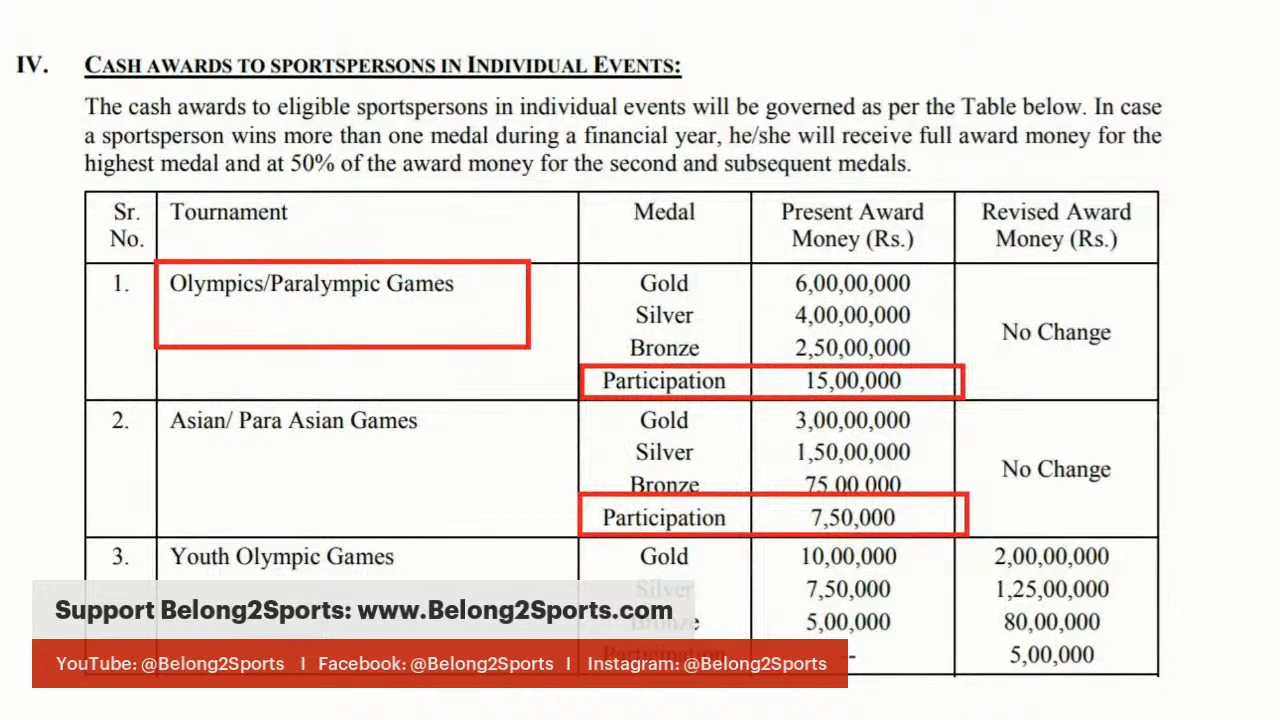 IV. CASH AWARDS TO SPORTSPERSONS IN INDIVIDUAL EVENTS:
The cash awards to eligible sportspersons in individual events will be governed as per the Table below. In case
a sportsperson wins more than one medal during a financial year, he/she will receive full award money for the
highest medal and at 50% of the award money for the second and subsequent medals.
Sr. Tournament Medal Present Award Revised Award
No. Money (Rs.) Money (Rs.)
1. Olympics/Paralympic Games Gold 6,00,00,000
Silver 4,00,00,000
No Change
Bronze 2,50,00,000
Participation 15,00,000
2. Asian/ Para Asian Games Gold 3,00,00,000
Silver 1,50,00,000
No Change
Bronze 75,00,000
Participation 7,50,000
3. Youth Olympic Games Gold 10,00,000 2,00,00,000
Silver 7,50,000 1,25,00,000
Support Belong2Sports: www.Belong2Sports.com
Bronze 5,00,000 80,00,000
Participation -- 5,00,000
YouTube: @Belong2Sports I Facebook: @Belong2Sports I Instagram: @Belong2Sports